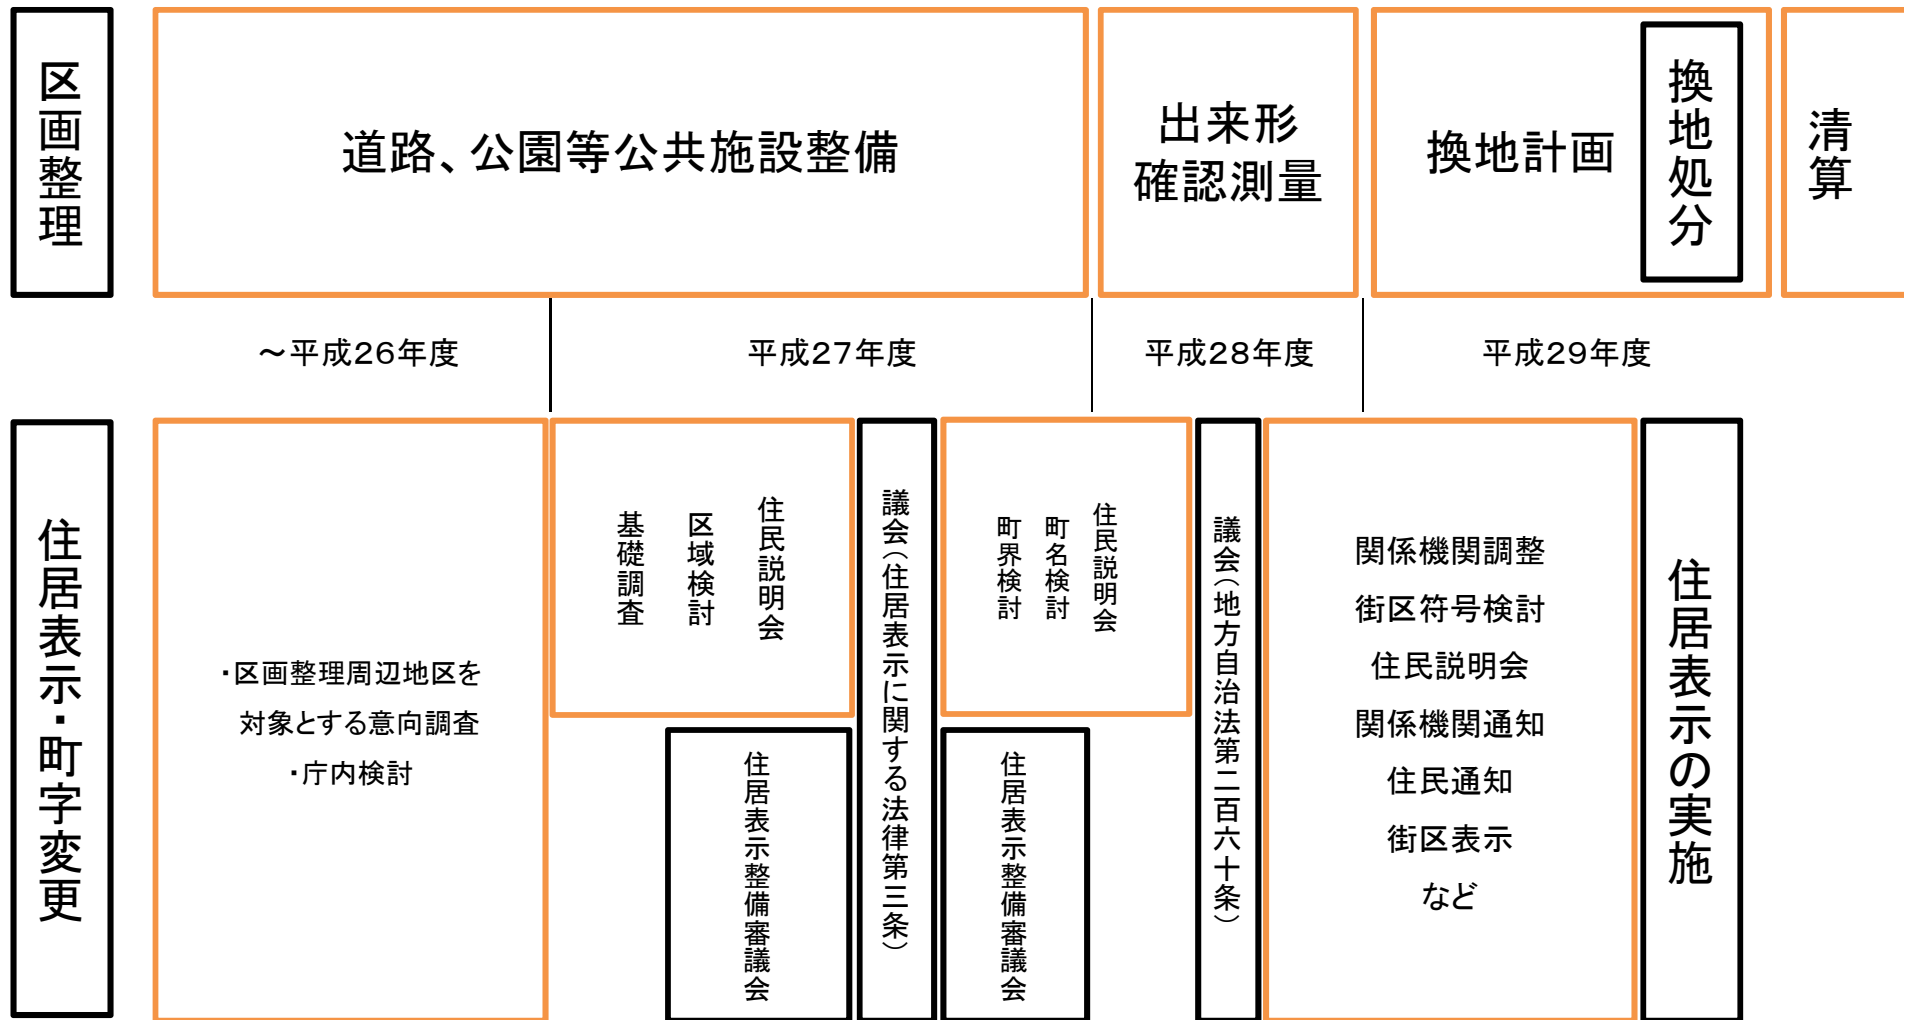 区画整理
道路、公園等公共施設整備
出来形
確認測量
換地計画
換地処分
清算
～平成26年度
平成27年度
平成28年度
平成29年度
住居表示・町字変更
・区画整理周辺地区を
対象とする意向調査
・庁内検討
基礎調査
区域検討
住民説明会
住居表示整備審議会
議会（住居表示に関する法律第三条）
町界検討
町名検討
住民説明会
住居表示整備審議会
議会（地方自治法第二百六十条）
関係機関調整
街区符号検討
住民説明会
関係機関通知
住民通知
街区表示
など
住居表示の実施